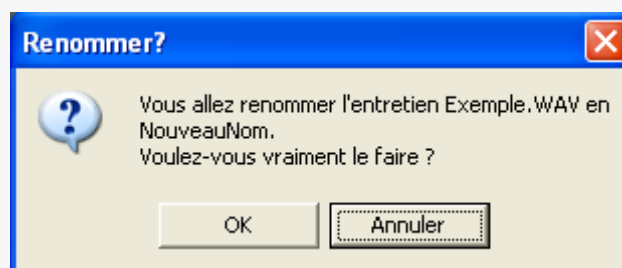 Renommer?
Vous allez renommer l'entretien Exemple.WAV en
NouveauNom.
Voulez-vous vraiment le faire ?
OK
Annuler